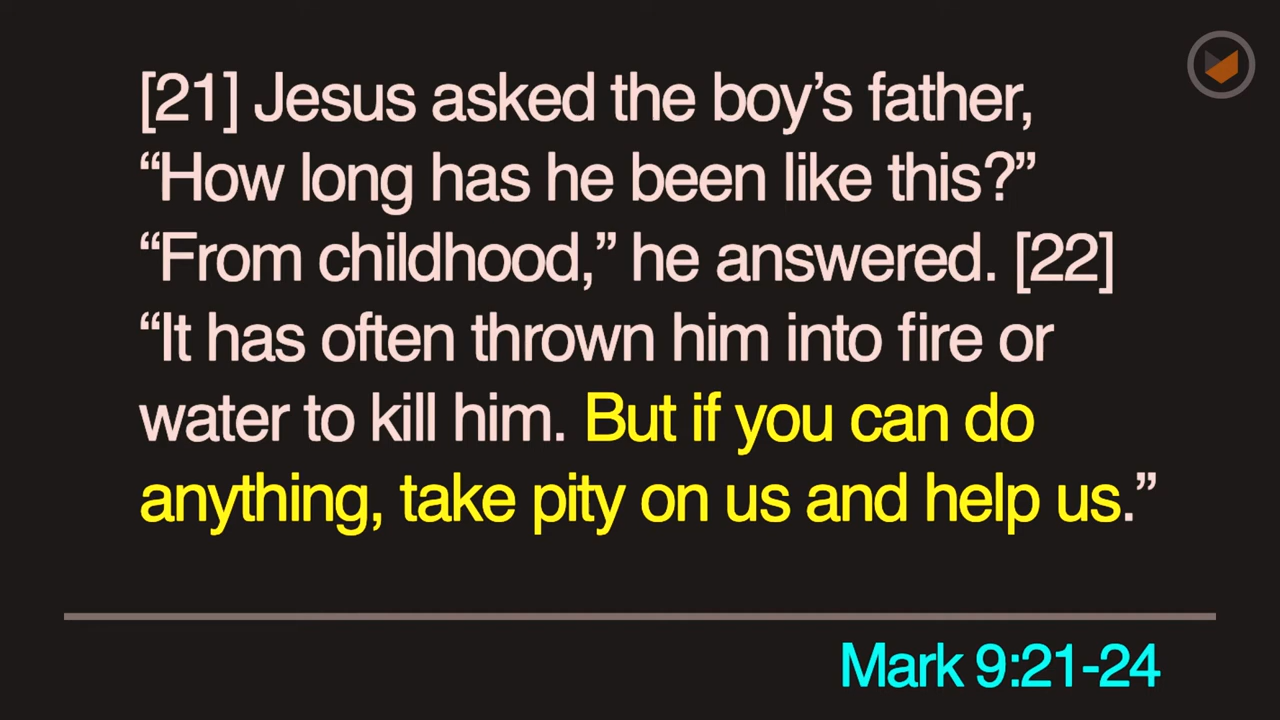 [21] Jesus asked the boy’s father,
“How long has he been like this?”
“From childhood,” he answered. [22]
“It has often thrown him into fire or
water to kill him. But if you can do
anything, take pity on us and help us.”
Mark 9:21-24